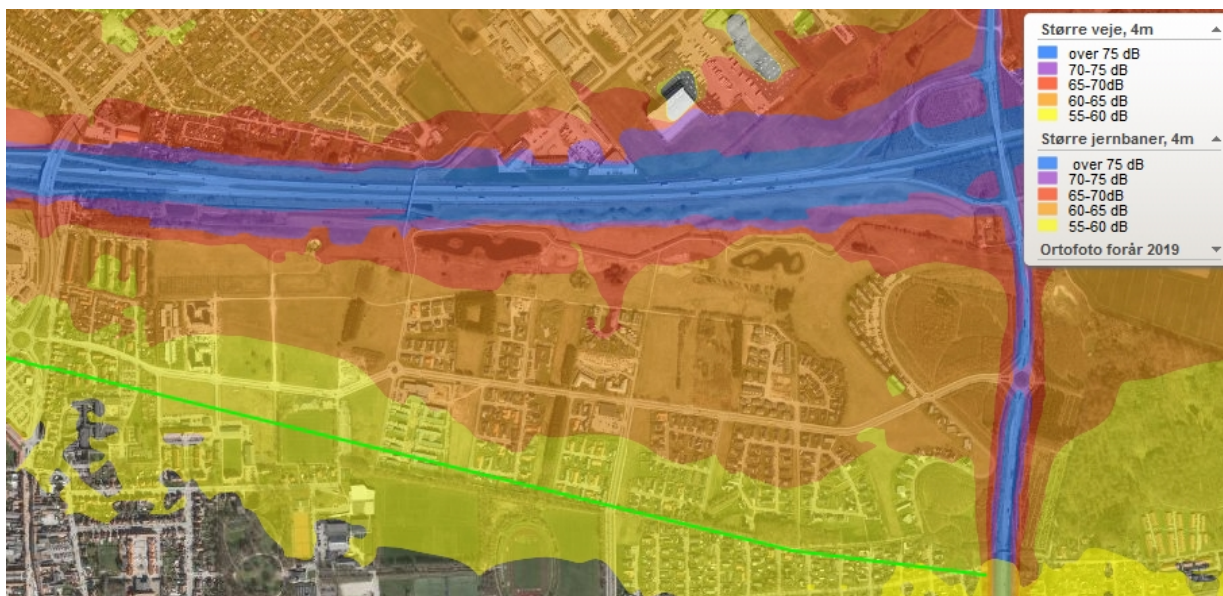 Større veje, 4m
over 75 dB
70-75 dB
65-70dB
60-65 dB
55-60 dB
Større jernbaner, 4m
over 75 dB
70-75 dB
65-70dB
60-65 dB
55-60 dB
Ortofoto forår 2019